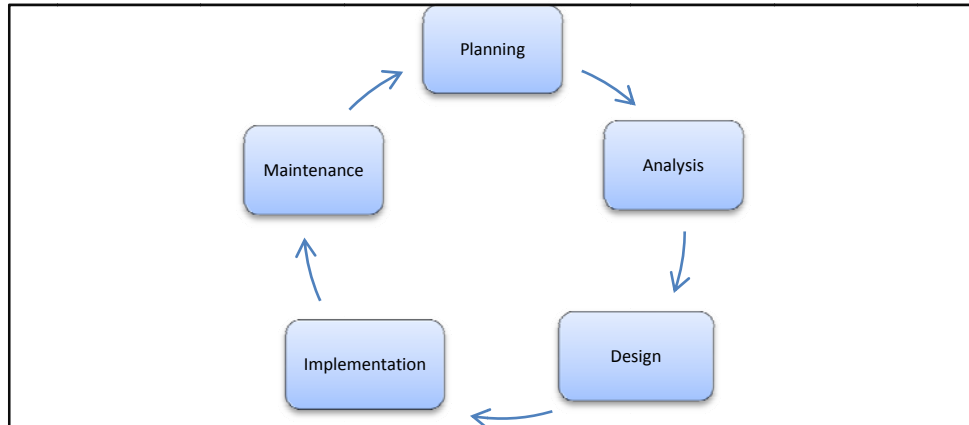 Planning
Analysis
Design
Implementation
Maintenance